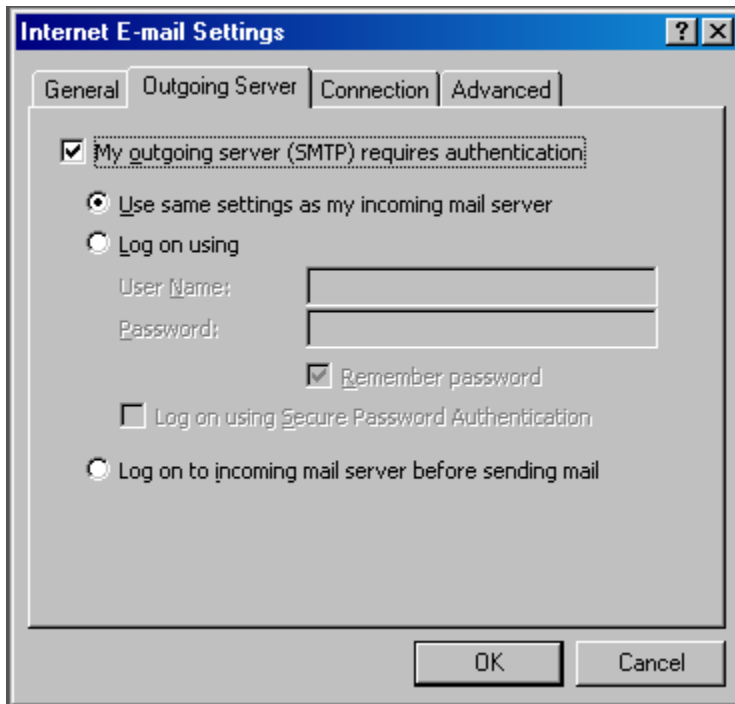 Internet E-mail Settings
General Outgoing Server Connection Advanced
My outgoing server (SMTP) requires authentication
Use same settings as my incoming mail server
Log on using
User Name:
Password:
Remember password
Log on using Secure Password Authentication
Log on to incoming mail server before sending mail
OK Cancel